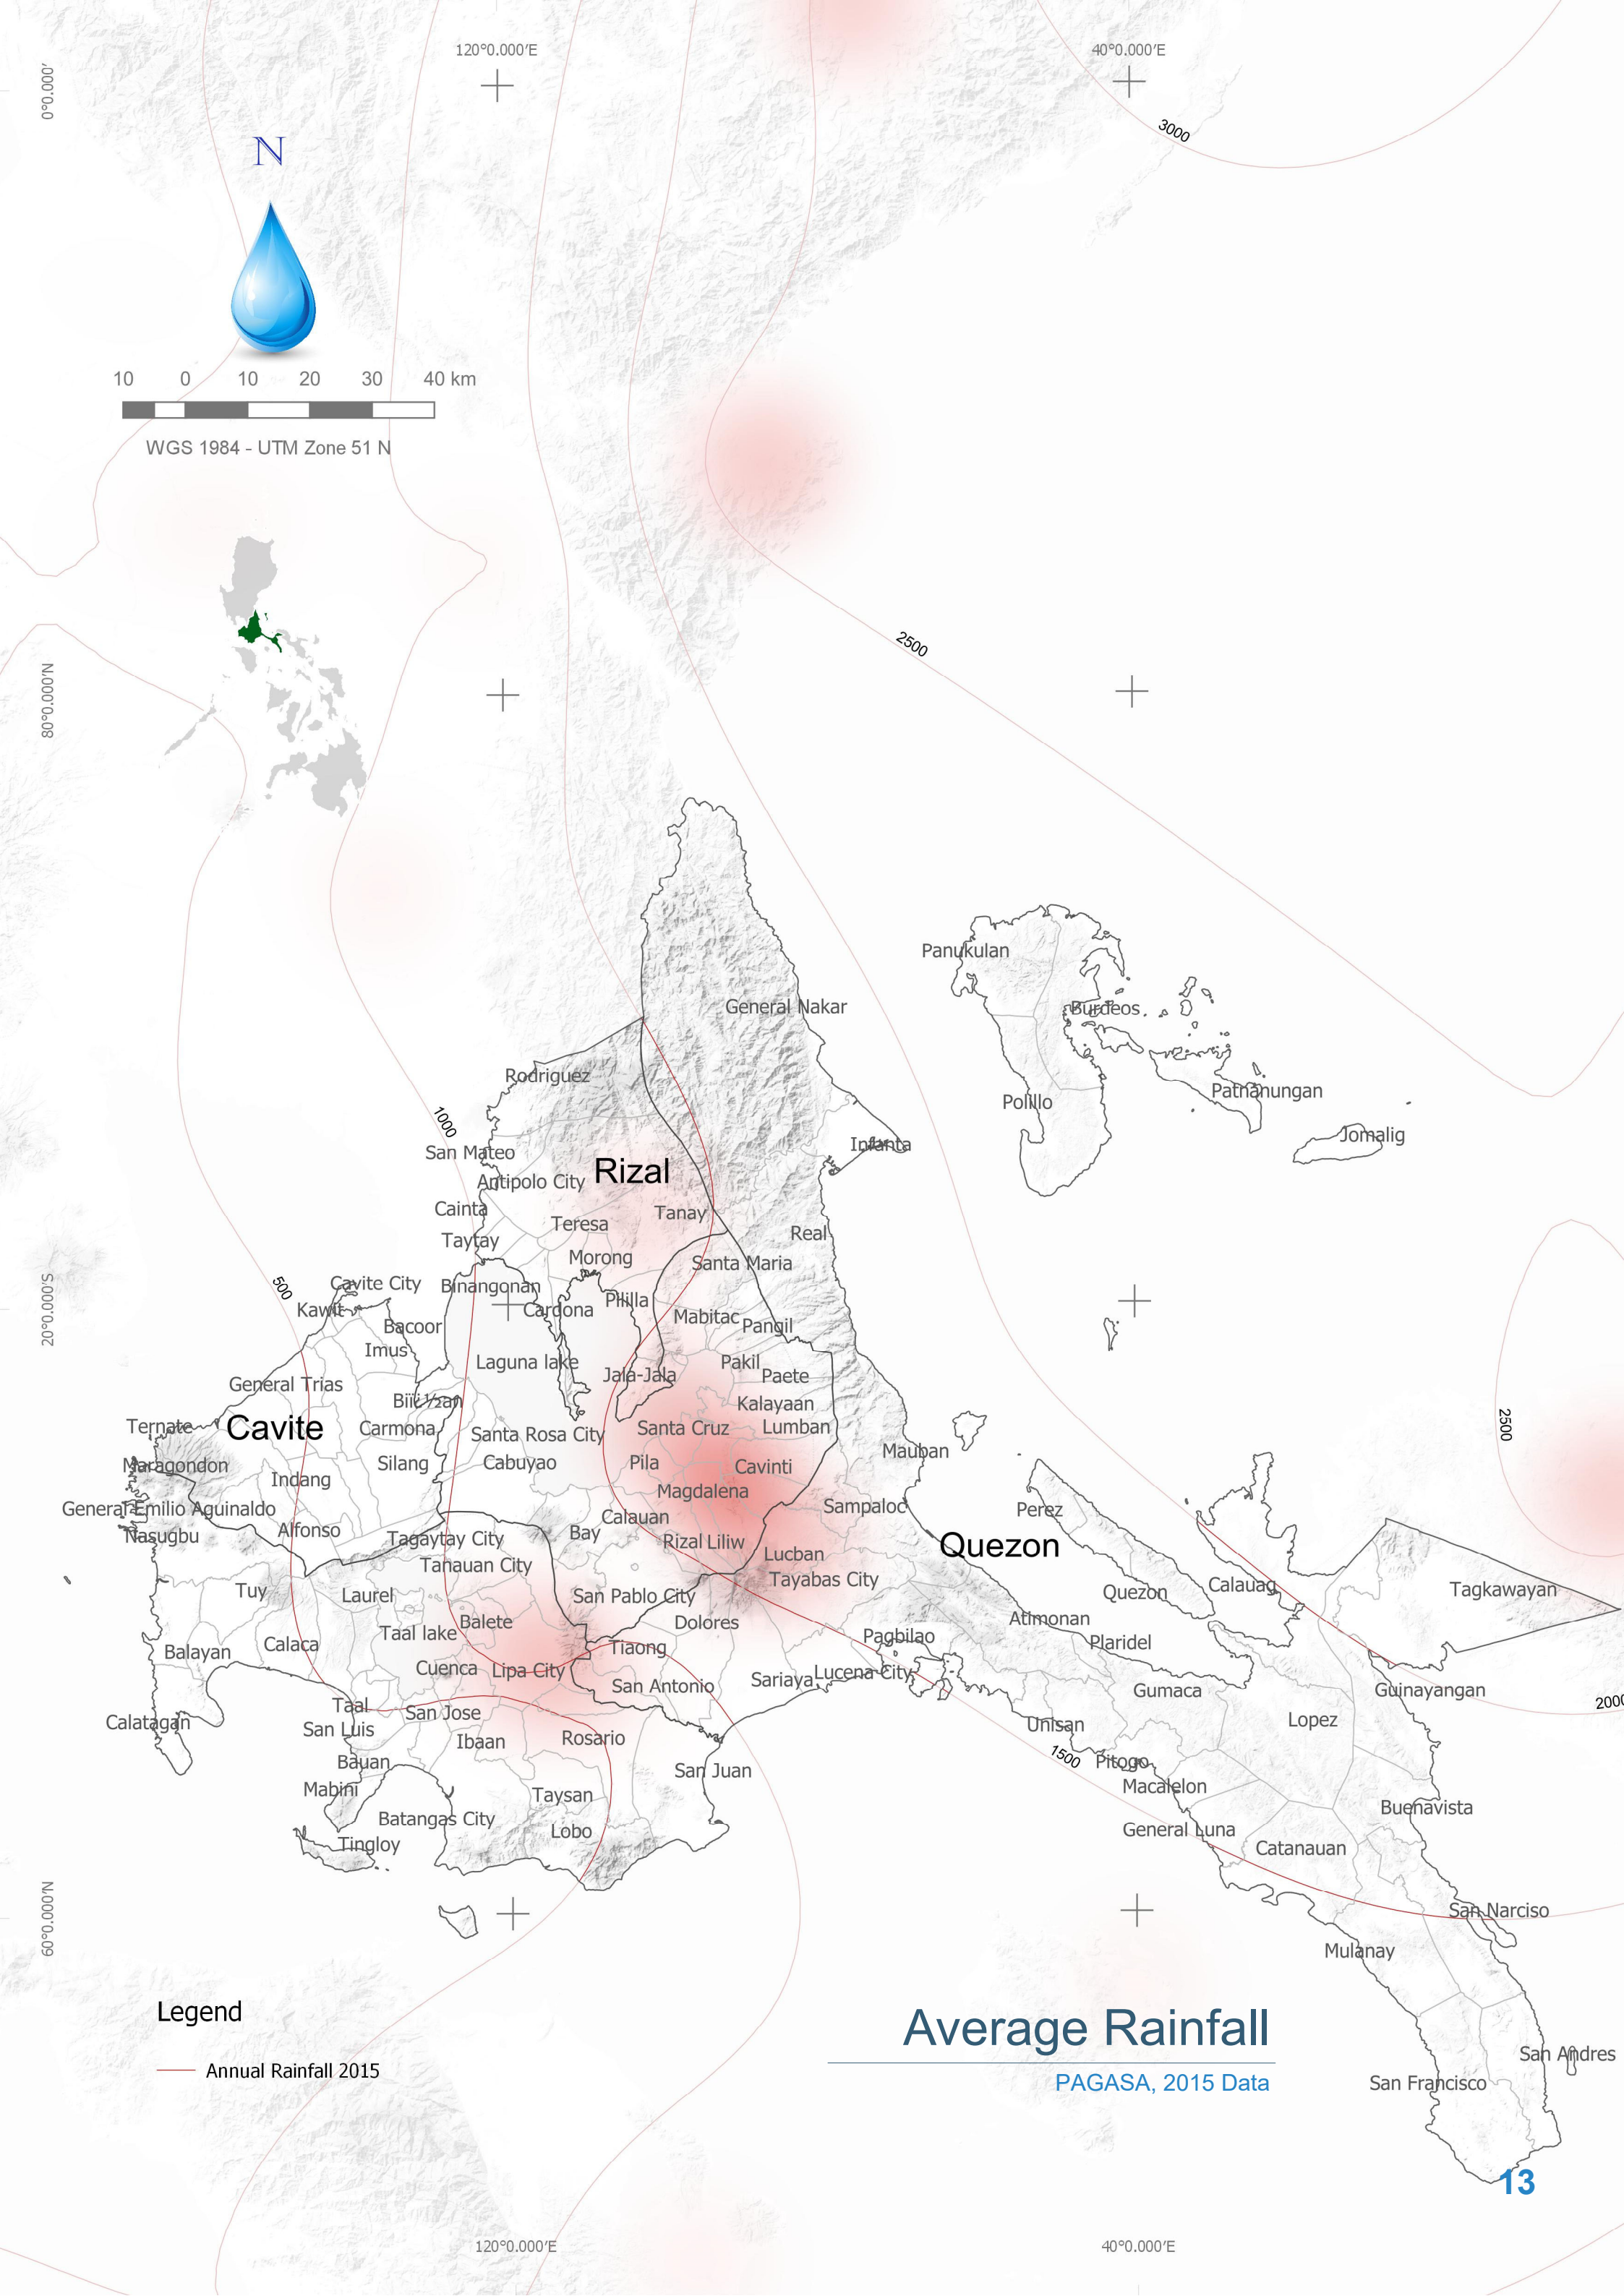 120°0.000′E
40°0.000′E
0°0.000′
3000
N
10 0 10 20 30 40 km
WGS 1984 - UTM Zone 51 N
2500
80°0.000′N
Panukulan
General Nakar
Burdeos
Rodriguez
Patnanungan
Polillo
1000
Jomalig
Infanta
San Mateo
Rizal
Antipolo City
Cainta
Tanay
Teresa
Real
Taytay
Morong
Santa Maria
500
Cavite City
Binangonan
20°0.000′S
Kawit
Cardona
Pililla
Mabitac
Pangil
Bacoor
Imus
Laguna lake
Jala-Jala
Pakil
Paete
General Trias
Biï¿½an
Kalayaan
2500
Ternate
Cavite
Carmona
Santa Rosa City
Santa Cruz
Lumban
Mauban
Maragondon
Silang
Cabuyao
Pila
Cavinti
Indang
Magdalena
General Emilio Aguinaldo
Sampaloc
Perez
Calauan
Nasugbu
Alfonso
Tagaytay City
Bay
Rizal
Liliw
Quezon
Lucban
Tanauan City
Tayabas City
Tuy
Laurel
San Pablo City
Quezon
Calauag
Tagkawayan
Balete
Dolores
Atimonan
Taal lake
Pagbilao
Plaridel
Balayan
Calaca
Tiaong
Cuenca
Lipa City
Sariaya
Lucena City
San Antonio
Gumaca
Guinayangan
2000
Taal
San Jose
Calatagan
San Luis
Unisan
Lopez
Ibaan
Rosario
1500
Bauan
San Juan
Pitogo
Mabini
Taysan
Macalelon
Buenavista
Batangas City
Lobo
General Luna
Tingloy
Catanauan
60°0.000′N
San Narciso
Mulanay
Legend
Average Rainfall
San Andres
Annual Rainfall 2015
PAGASA, 2015 Data
San Francisco
13
120°0.000′E
40°0.000′E